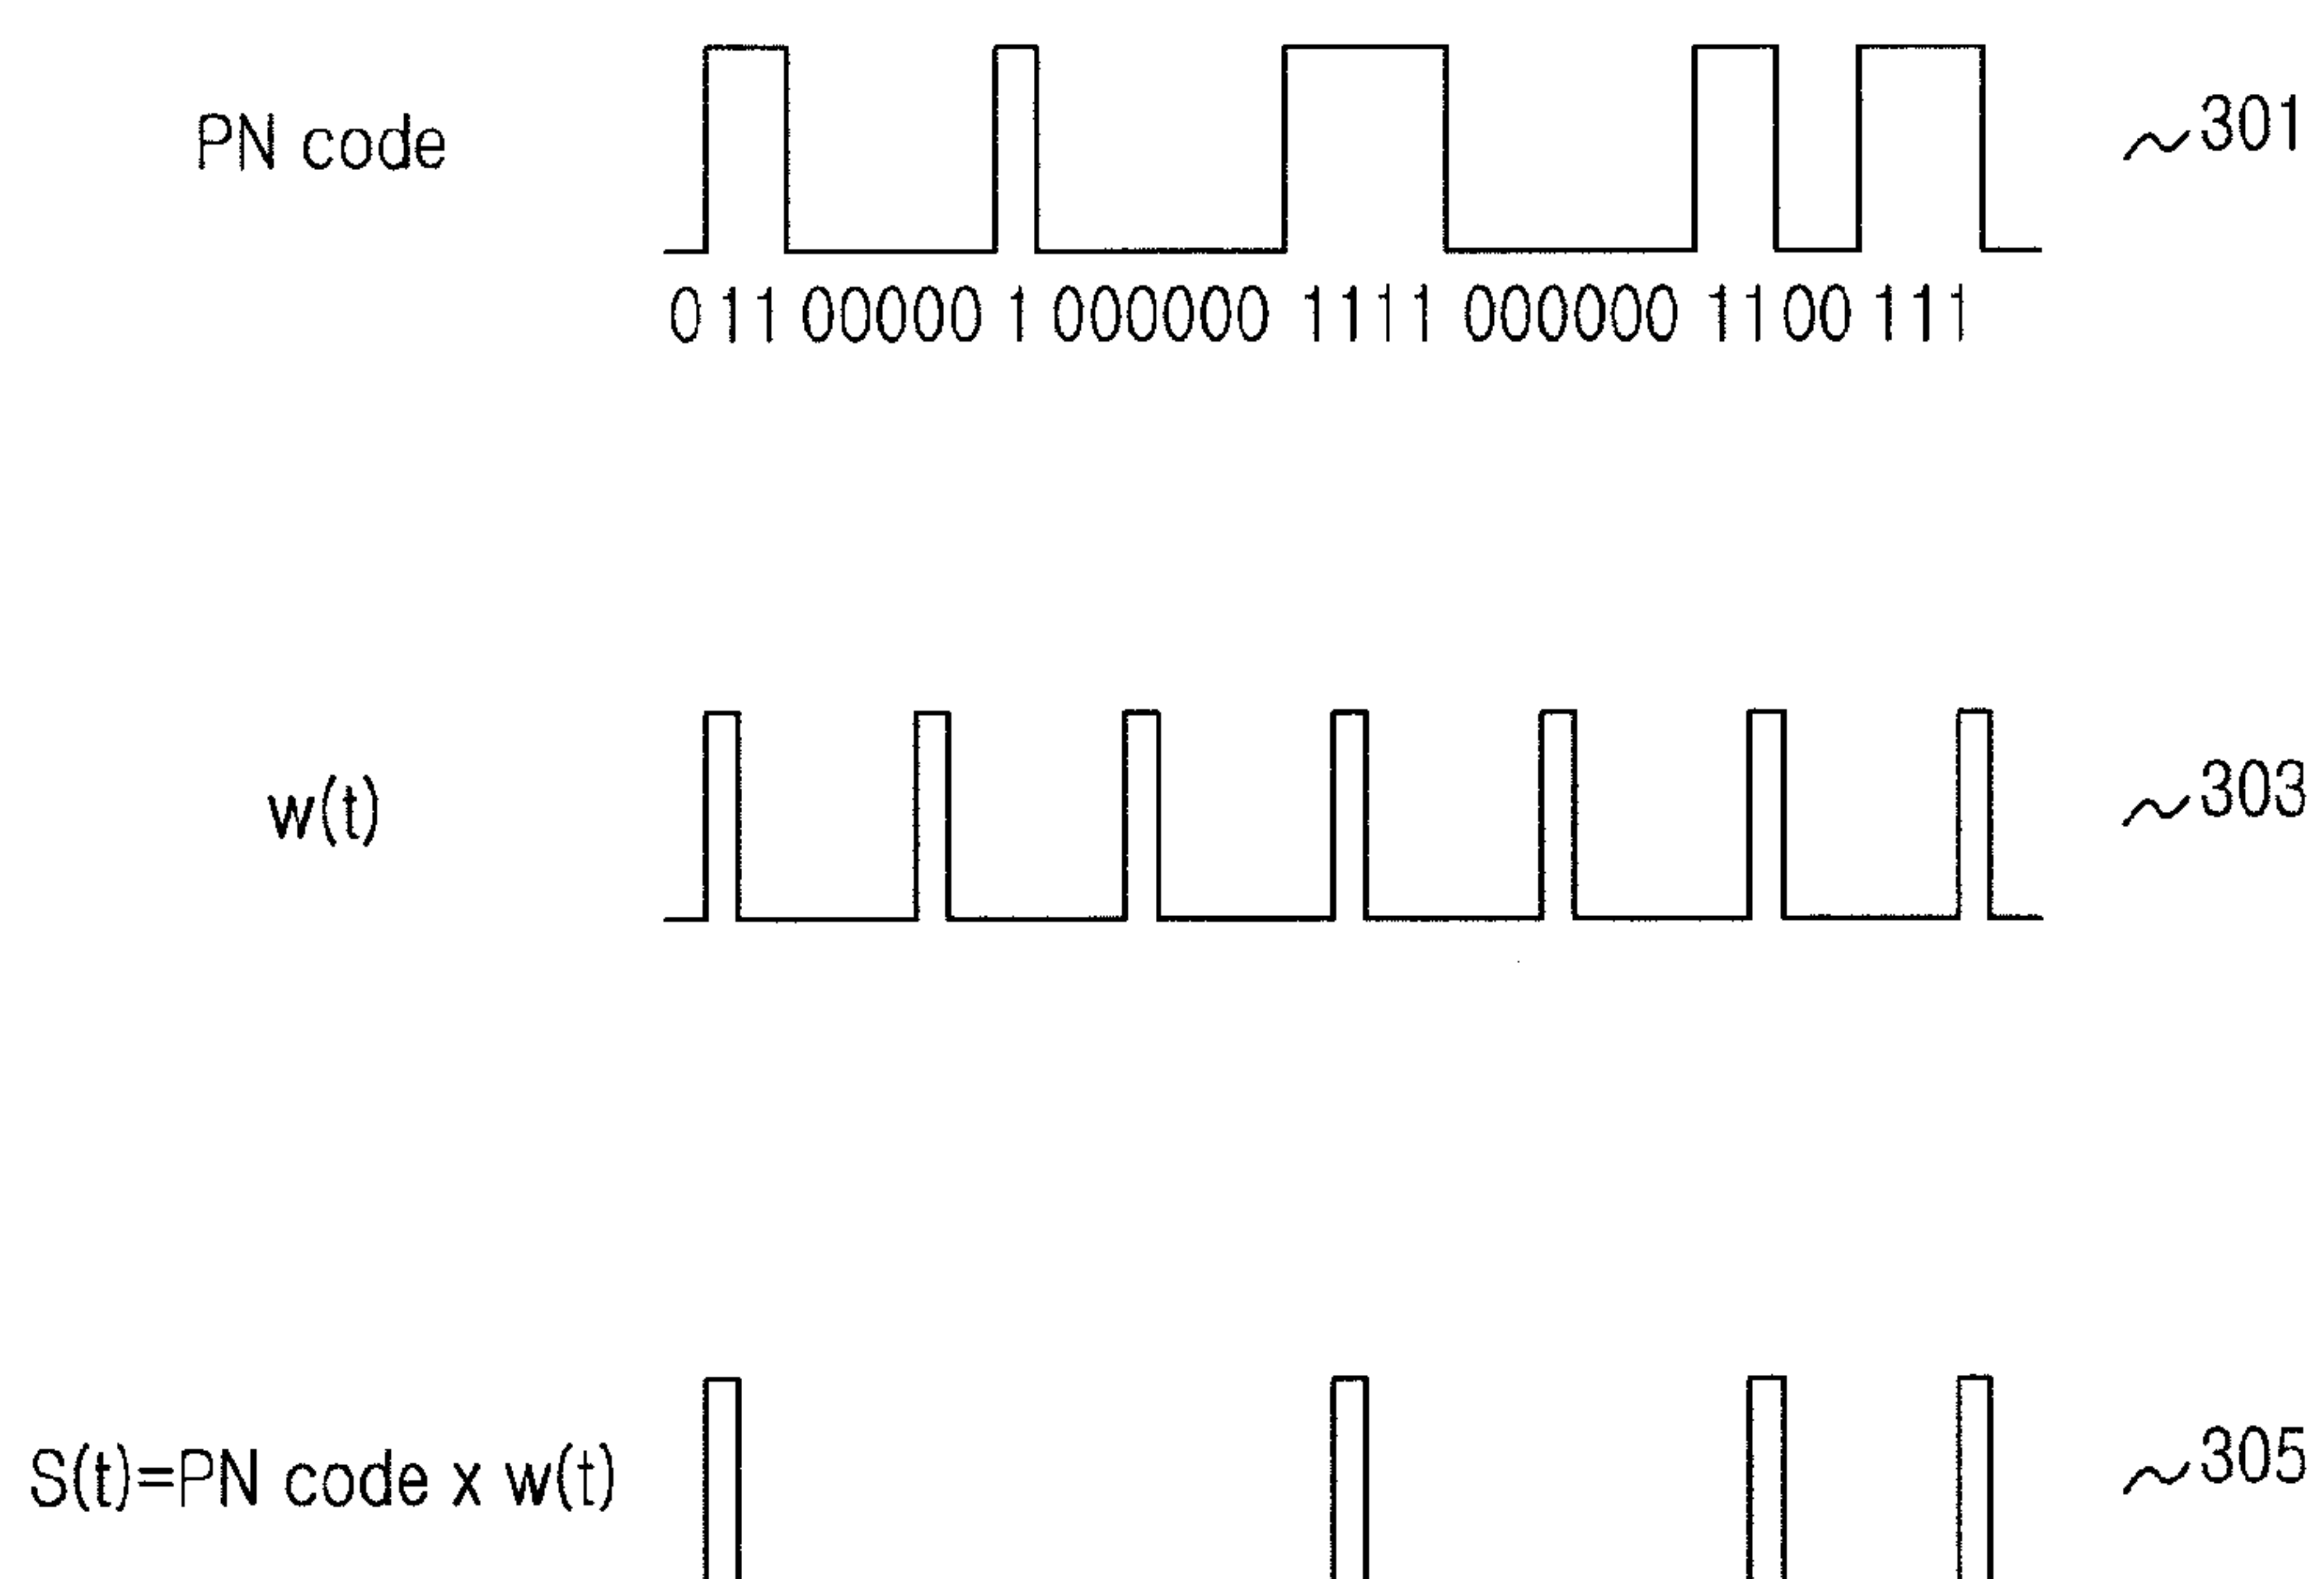 PN code
301
0 11 00000 1 000000 1111 000000 1100 111
w(t)
303
S(t)=PN code x w(t)
305